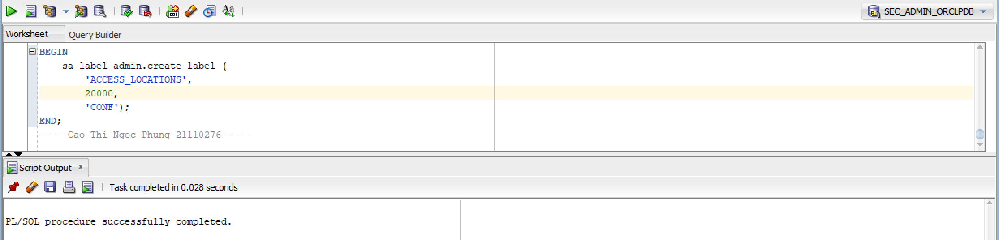 SEC_ADMIN_ORCLPDB
Worksheet
Query Builder
BEGIN
sa_label_admin.create_label (
'ACCESS_LOCATIONS',
20000,
'CONF');
END;
-----Cao Thị Ngọc Phụng 21110276-----
Script Output x
Task completed in 0.028 seconds
PL/SQL procedure successfully completed.